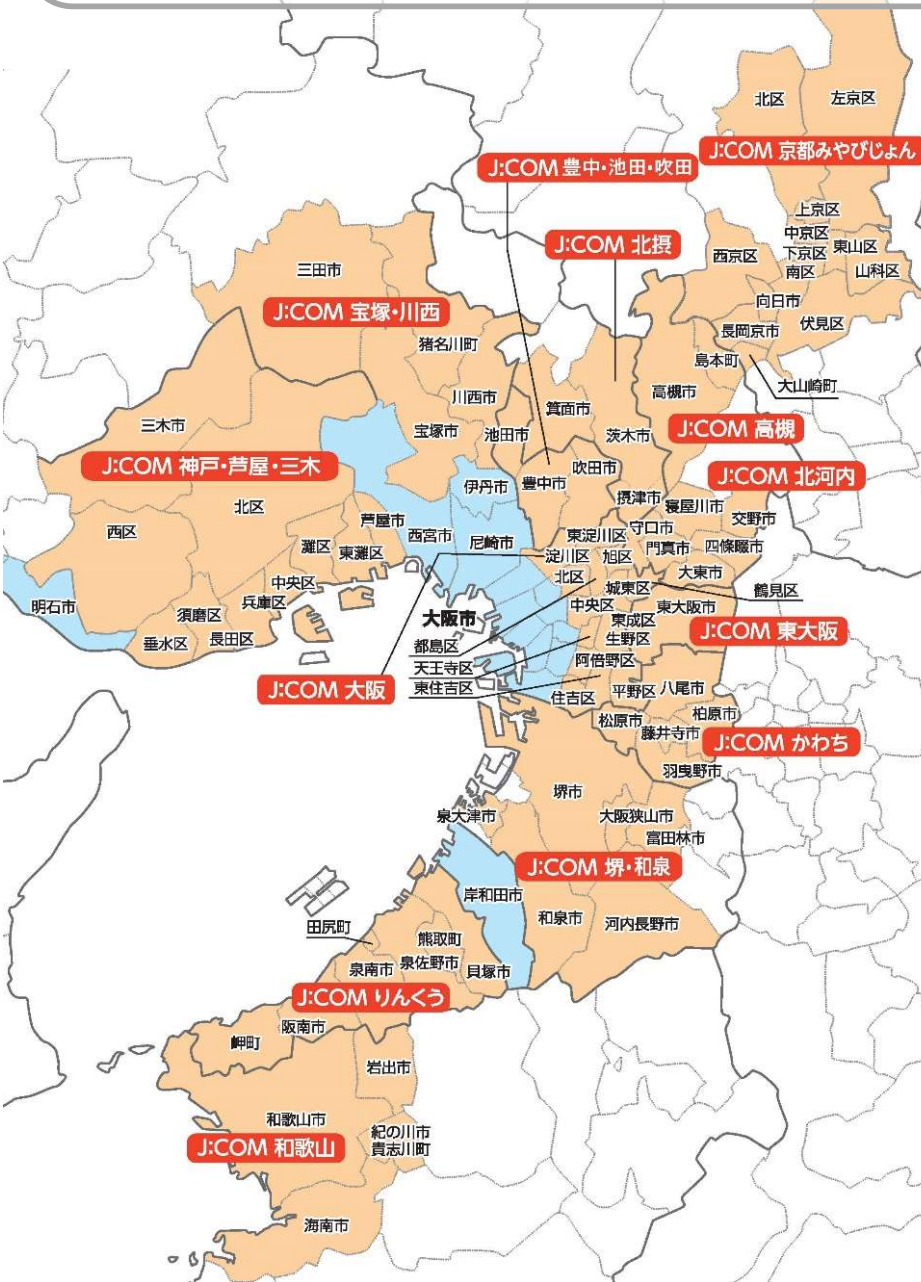 北区
左京区
J:COM 京都みやびじょん
J:COM 豊中・池田・吹田
上京区
中京区
J:COM 北摂
下京区
東山区
西京区
南区
山科区
三田市
向日市
J:COM 宝塚・川西
伏見区
長岡京市
猪名川町
島本町
大山崎町
高槻市
川西市
箕面市
三木市
宝塚市
池田市
茨木市
J:COM 高槻
J:COM 神戸・芦屋・三木
吹田市
J:COM 北河内
伊丹市
豊中市
摂津市
寝屋川市
北区
芦屋市
交野市
西区
西宮市
尼崎市
東淀川区
守口市
灘区
東灘区
淀川区
旭区
門真市
四條畷市
北区
大東市
中央区
城東区
鶴見区
明石市
兵庫区
須磨区
大阪市
中央区
東大阪市
東成区
垂水区
長田区
都島区
生野区
J:COM 東大阪
天王寺区
阿倍野区
J:COM 大阪
東住吉区
平野区
八尾市
住吉区
松原市
柏原市
藤井寺市
J:COM かわち
羽曳野市
堺市
泉大津市
大阪狭山市
富田林市
J:COM 堺・和泉
岸和田市
和泉市
河内長野市
田尻町
熊取町
泉南市
泉佐野市
貝塚市
J:COM りんくう
阪南市
岬町
岩出市
和歌山市
紀の川市
貴志川町
J:COM 和歌山
海南市